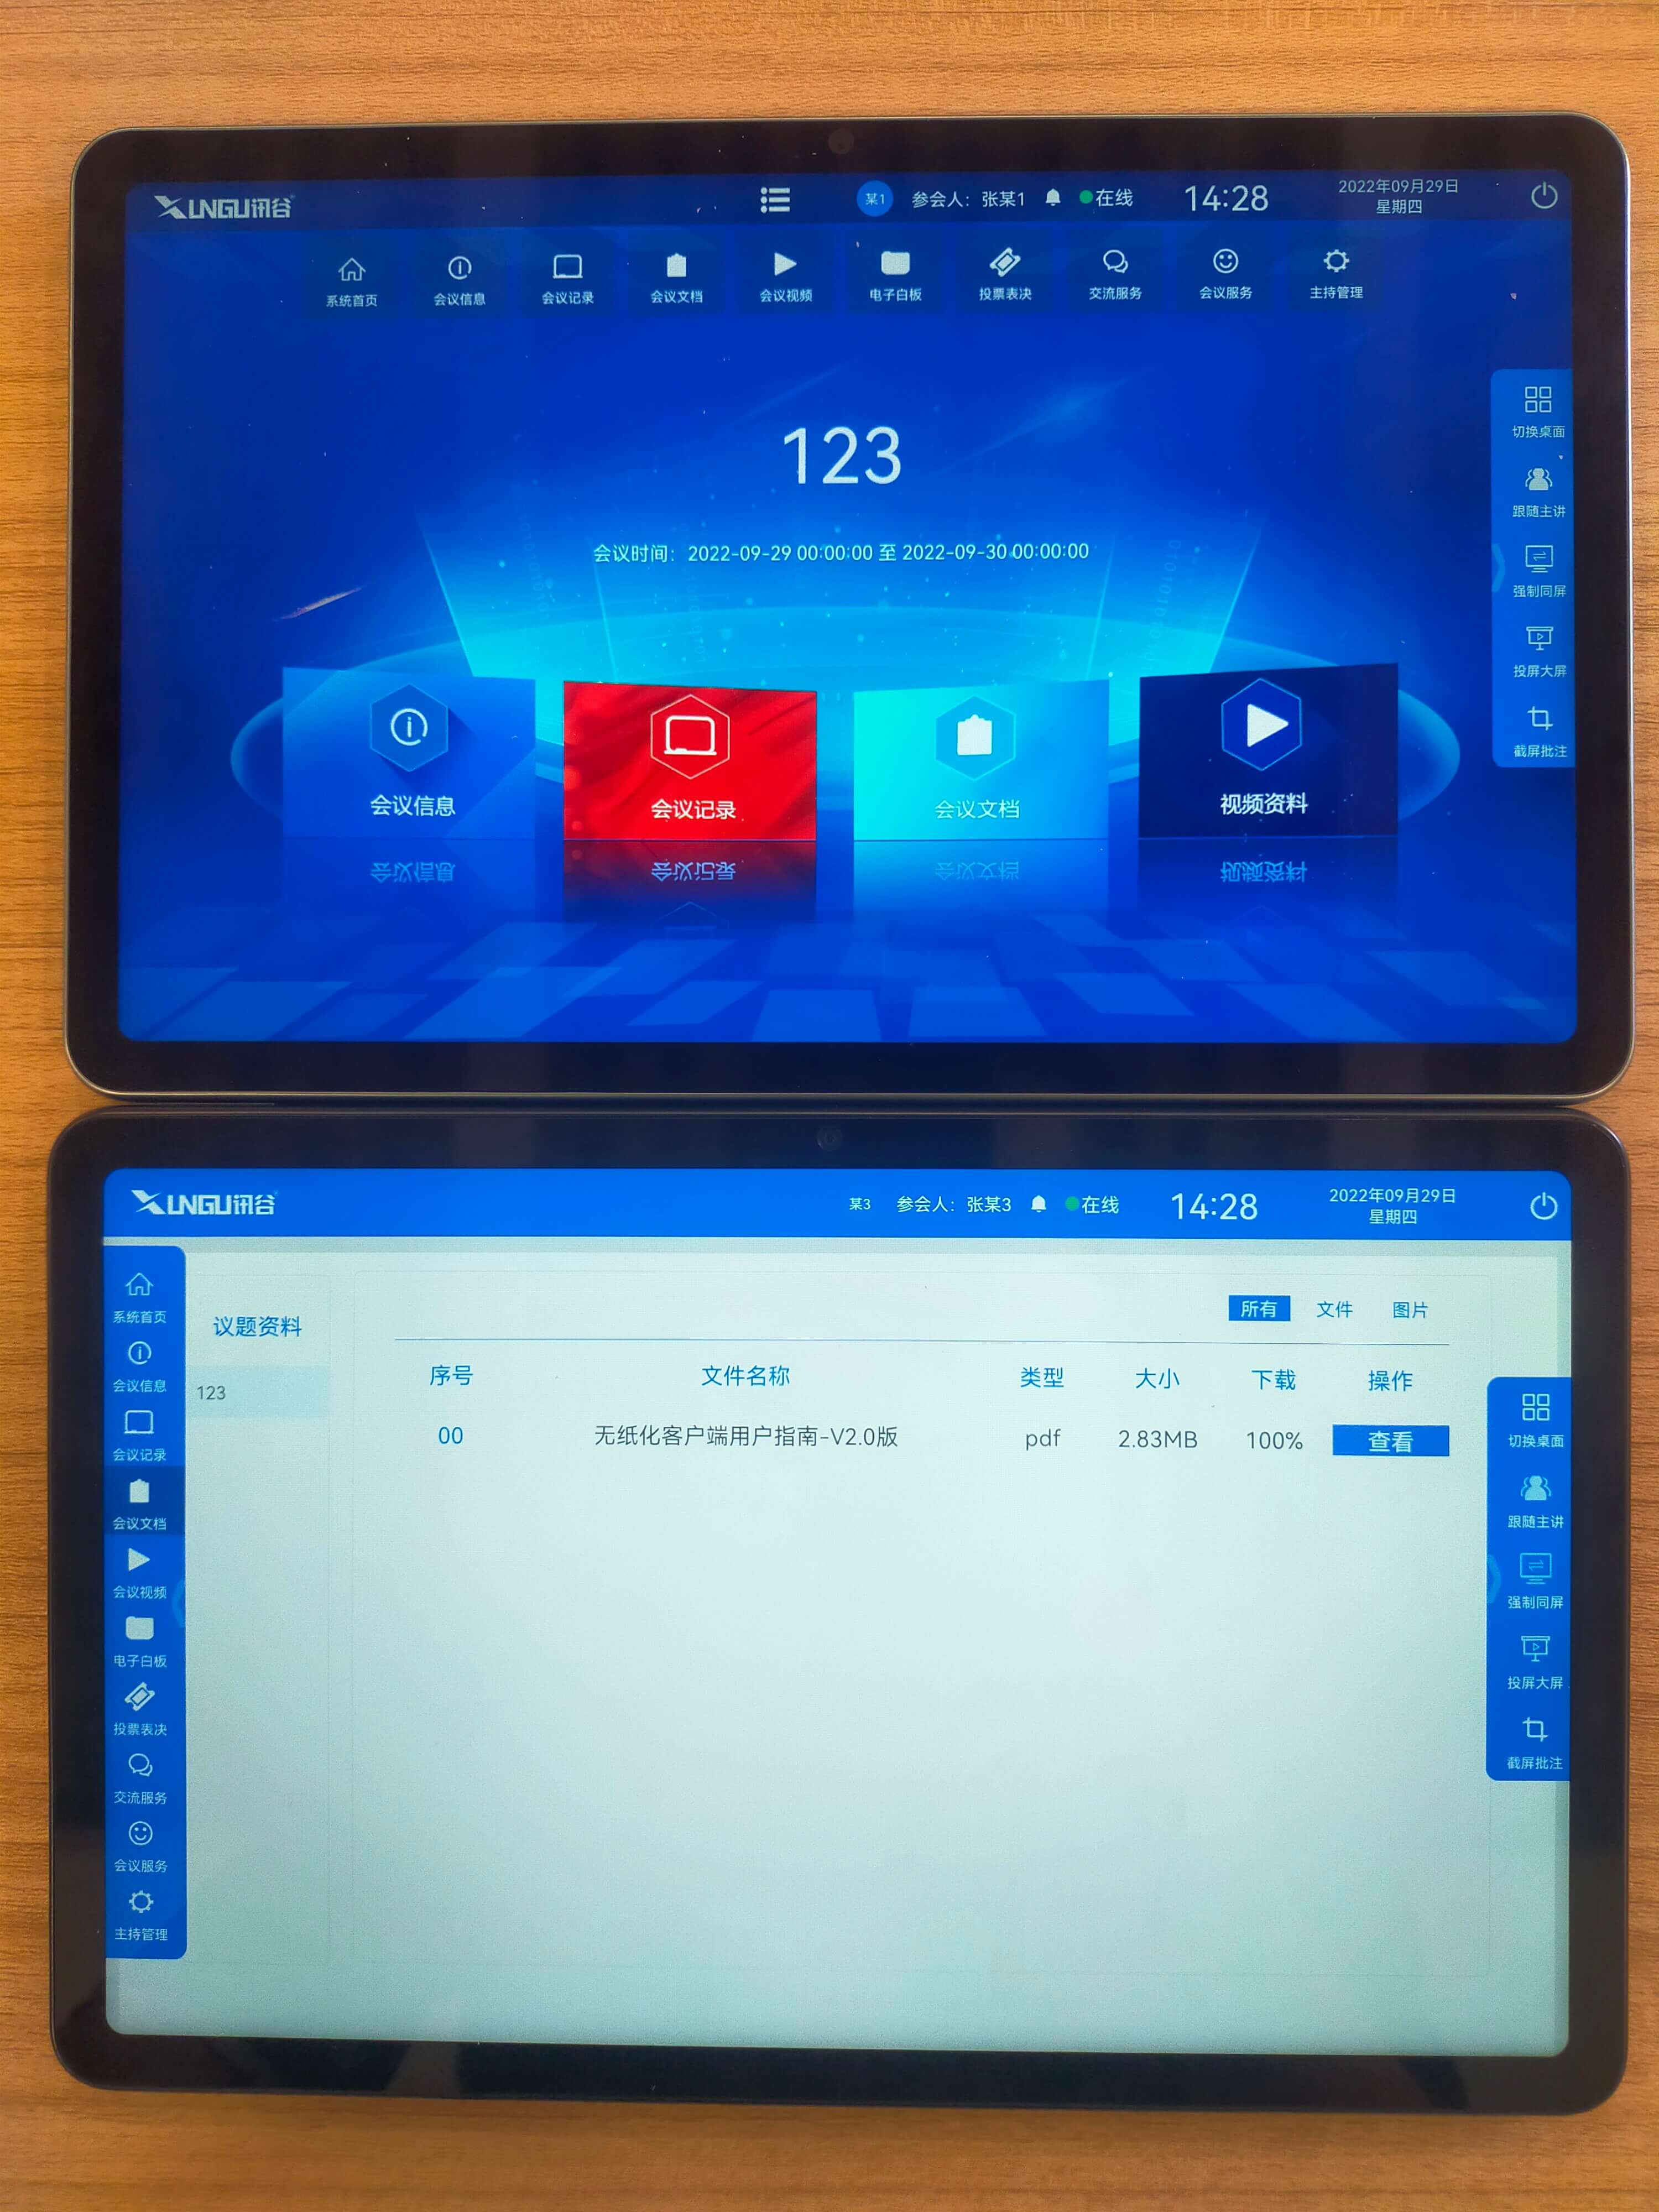 XUNGU讯谷
某1 参会人：张某1 在线 14:28 2022年09月29日
星期四
系统首页 会议信息 会议记录 会议文档 会议视频 电子白板 投票表决 交流服务 会议服务 主持管理
123
会议时间：2022-09-29 00:00:00 至 2022-09-30 00:00:00
会议信息 会议记录 会议文档 视频资料
切换桌面
跟随主讲
强制同屏
投屏大屏
截屏批注
XUNGU讯谷
某3 参会人：张某3 在线 14:28 2022年09月29日
星期四
系统首页
会议信息
会议记录
会议文档
会议视频
电子白板
投票表决
交流服务
会议服务
主持管理
议题资料
123
所有 文件 图片
序号 文件名称 类型 大小 下载 操作
00 无纸化客户端用户指南-V2.0版 pdf 2.83MB 100% 查看
切换桌面
跟随主讲
强制同屏
投屏大屏
截屏批注